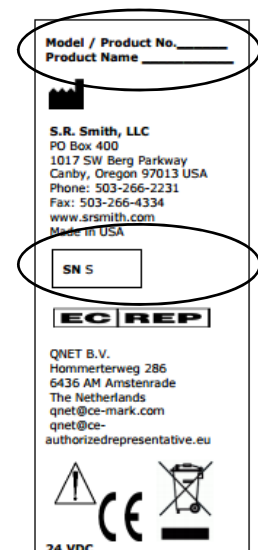 Model / Product No.______
Product Name ____________
S.R. Smith, LLC
PO Box 400
1017 SW Berg Parkway
Canby, Oregon 97013 USA
Phone: 503-266-2231
Fax: 503-266-4334
www.srsmith.com
Made in USA
SN S
EC REP
QNET B.V.
Hommerterweg 286
6436 AM Amstenrade
The Netherlands
qnet@ce-mark.com
qnet@ce-
authorizedrepresentative.eu
CE
24 VDC